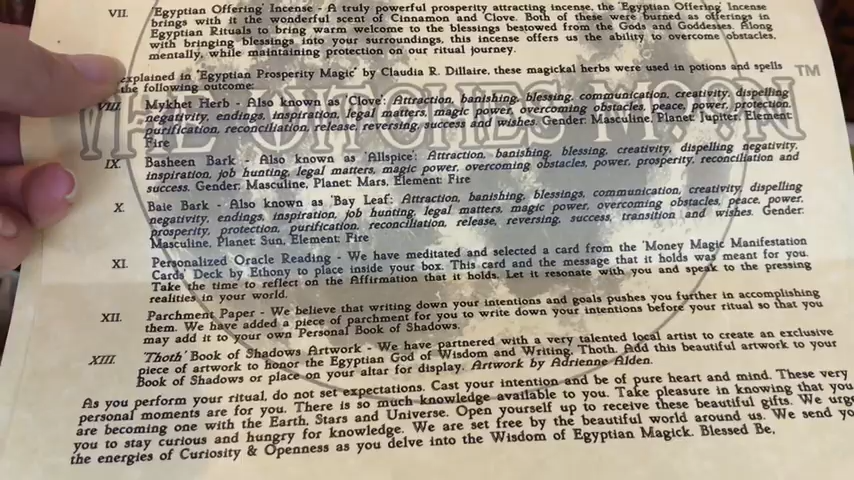 VII. 'Egyptian Offering' Incense - A truly powerful prosperity attracting incense, the 'Egyptian Offering' Incense
brings with it the wonderful scent of Cinnamon and Clove. Both of these were burned as offerings in
Egyptian Rituals to bring warm welcome to the blessings bestowed from the Gods and Goddesses. Along
with bringing blessings into your surroundings, this incense offers us the ability to overcome obstacles,
mentally, while maintaining protection on our ritual journey.
explained in 'Egyptian Prosperity Magic' by Claudia R. Dillaire, these magickal herbs were used in potions and spells
the following outcome:
VIII. Mykhet Herb - Also known as 'Clove': Attraction, banishing, blessing, communication, creativity, dispelling
negativity, endings, inspiration, legal matters, magic power, overcoming obstacles, peace, power, protection,
purification, reconciliation, release, reversing, success and wishes. Gender: Masculine, Planet: Jupiter, Element:
Fire
IX. Basheen Bark - Also known as 'Allspice': Attraction, banishing, blessing, creativity, dispelling negativity,
inspiration, job hunting, legal matters, magic power, overcoming obstacles, power, prosperity, reconciliation and
success. Gender: Masculine, Planet: Mars, Element: Fire
X. Baie Bark - Also known as 'Bay Leaf: Attraction, banishing, blessings, communication, creativity, dispelling
negativity, endings, inspiration, job hunting, legal matters, magic power, overcoming obstacles, peace, power,
prosperity, protection, purification, reconciliation, release, reversing, success, transition and wishes. Gender:
Masculine, Planet: Sun, Element: Fire
XI. Personalized Oracle Reading - We have meditated and selected a card from the 'Money Magic Manifestation
Cards' Deck by Ethony to place inside your box. This card and the message that it holds was meant for you.
Take the time to reflect on the Affirmation that it holds. Let it resonate with you and speak to the pressing
realities in your world.
XII. Parchment Paper - We believe that writing down your intentions and goals pushes you further in accomplishing
them. We have added a piece of parchment for you to write down your intentions before your ritual so that you
may add it to your own Personal Book of Shadows.
XIII. 'Thoth' Book of Shadows Artwork - We have partnered with a very talented local artist to create an exclusive
piece of artwork to honor the Egyptian God of Wisdom and Writing, Thoth. Add this beautiful artwork to your
Book of Shadows or place on your altar for display. Artwork by Adrienne Alden.
As you perform your ritual, do not set expectations. Cast your intention and be of pure heart and mind. These very
personal moments are for you. There is so much knowledge available to you. Take pleasure in knowing that you
are becoming one with the Earth, Stars and Universe. Open yourself up to receive these beautiful gifts. We urge
you to stay curious and hungry for knowledge. We are set free by the beautiful world around us. We send you
the energies of Curiosity & Openness as you delve into the Wisdom of Egyptian Magick. Blessed Be,
THE WITCHES MOON TM